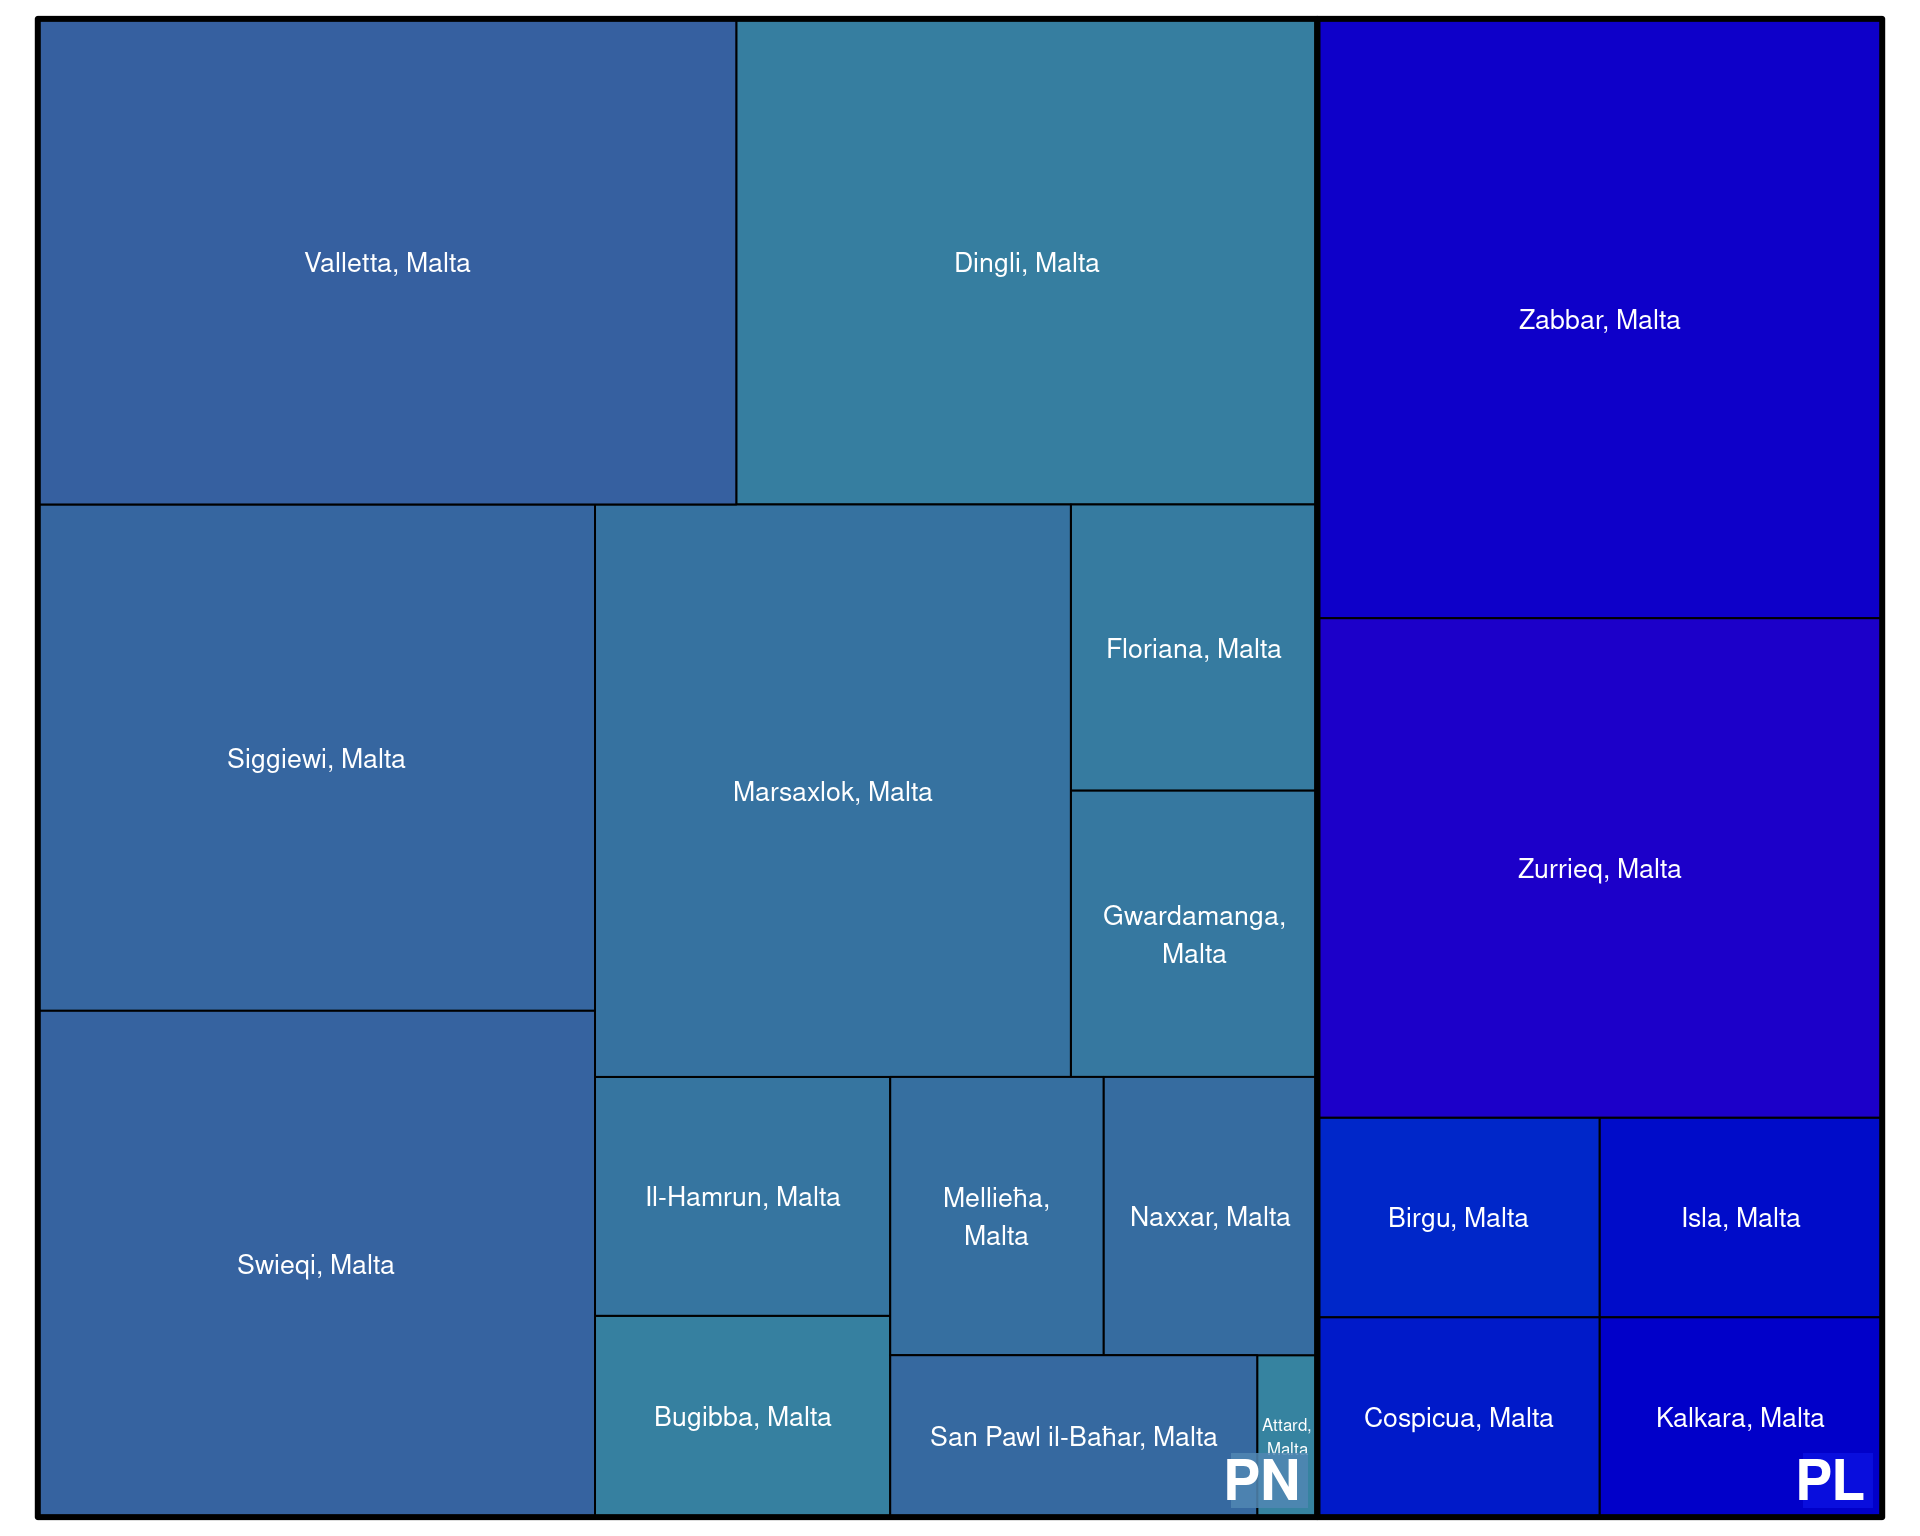 Valletta, Malta
Dingli, Malta
Zabbar, Malta
Siggiewi, Malta
Marsaxlok, Malta
Floriana, Malta
Gwardamanga,
Malta
Zurrieq, Malta
Swieqi, Malta
Il-Hamrun, Malta
Mellieħa,
Malta
Naxxar, Malta
Birgu, Malta
Isla, Malta
Bugibba, Malta
San Pawl il-Baħar, Malta
Attard,
Malta
Cospicua, Malta
Kalkara, Malta
PN
PL